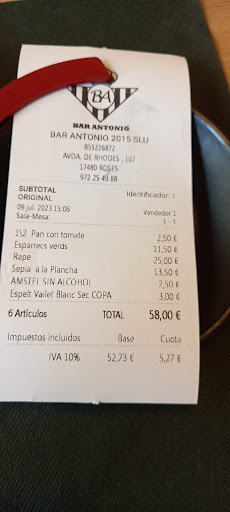 BA
BAR ANTONIO
BAR ANTONIO 2015 SLU
B55226872
AVDA. DE RHODES , 107
17480 ROSES
972 25 49 88
SUBTOTAL Identificador: 1
ORIGINAL
09 jul. 2023 15:06 Vendedor 1
Sala-Mesa: 1 - 1
1\2 Pan con tomate 2,50 €
Esparrecs verds 11,50 €
Rape 25,00 €
Sepia a la Plancha 13,50 €
AMSTEL SIN ALCOHOL 2,50 €
Espelt Vailet Blanc Sec COPA 3,00 €
6 Artículos TOTAL 58,00 €
Impuestos incluidos Base Cuota
IVA 10% 52,73 € 5,27 €